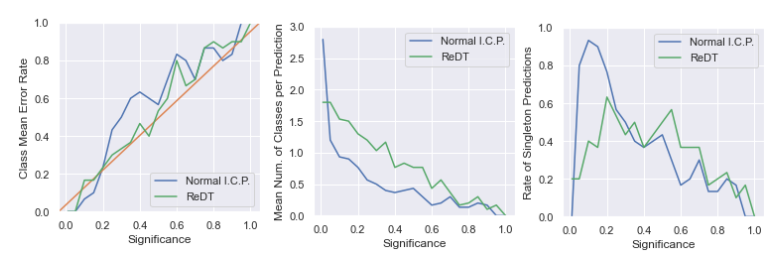 Class Mean Error Rate
1.0
0.8
0.6
0.4
0.2
0.0
Normal I.C.P.
ReDT
0.0 0.2 0.4 0.6 0.8 1.0
Significance
Mean Num. of Classes per Prediction
3.0
2.5
2.0
1.5
1.0
0.5
0.0
Normal I.C.P.
ReDT
0.0 0.2 0.4 0.6 0.8 1.0
Significance
Rate of Singleton Predictions
1.0
0.8
0.6
0.4
0.2
0.0
Normal I.C.P.
ReDT
0.0 0.2 0.4 0.6 0.8 1.0
Significance